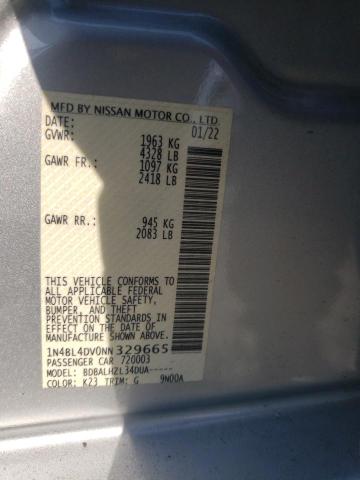 MFD BY NISSAN MOTOR CO., LTD.
DATE: 01/22
GVWR: 1963 KG
4328 LB
GAWR FR.: 1097 KG
2418 LB
GAWR RR.: 945 KG
2083 LB
THIS VEHICLE CONFORMS TO ALL
APPLICABLE FEDERAL MOTOR VEHICLE SAFETY,
BUMPER, AND THEFT
PREVENTION STANDARDS IN
EFFECT ON THE DATE OF
MANUFACTURE SHOWN ABOVE.
1N4BL4DV0NN329665
PASSENGER CAR 720003
MODEL: BDBALHZL34DUA-----
COLOR: K23 TRIM: G 9N00A